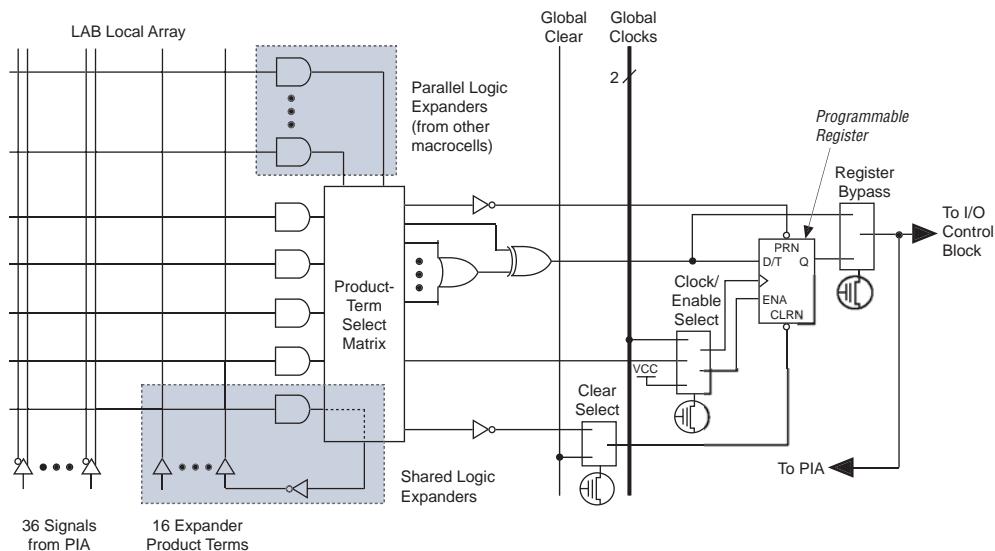 LAB Local Array
Global
Clear
Global
Clocks
2
Parallel Logic
Expanders
(from other
macrocells)
Programmable
Register
Register
Bypass
To I/O
Control
Block
PRN
D/T
Q
ENA
CLRN
Product-
Term
Select
Matrix
Clock/
Enable
Select
VCC
Clear
Select
To PIA
Shared Logic
Expanders
36 Signals
from PIA
16 Expander
Product Terms